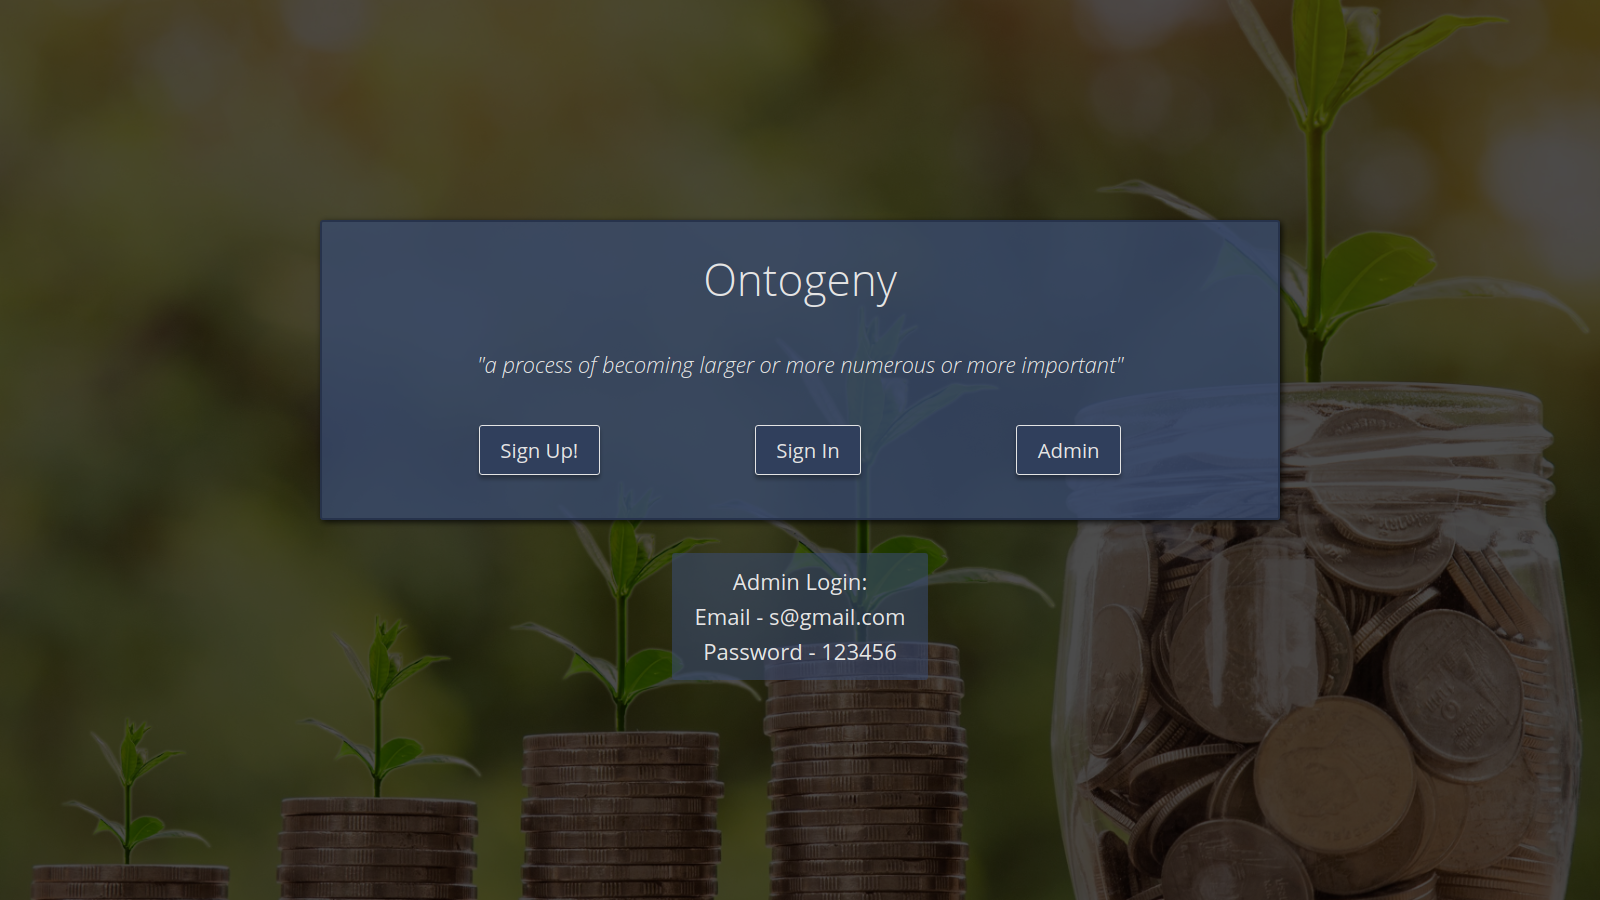 Ontogeny
"a process of becoming larger or more numerous or more important"
Sign Up!
Sign In
Admin
Admin Login:
Email - s@gmail.com
Password - 123456